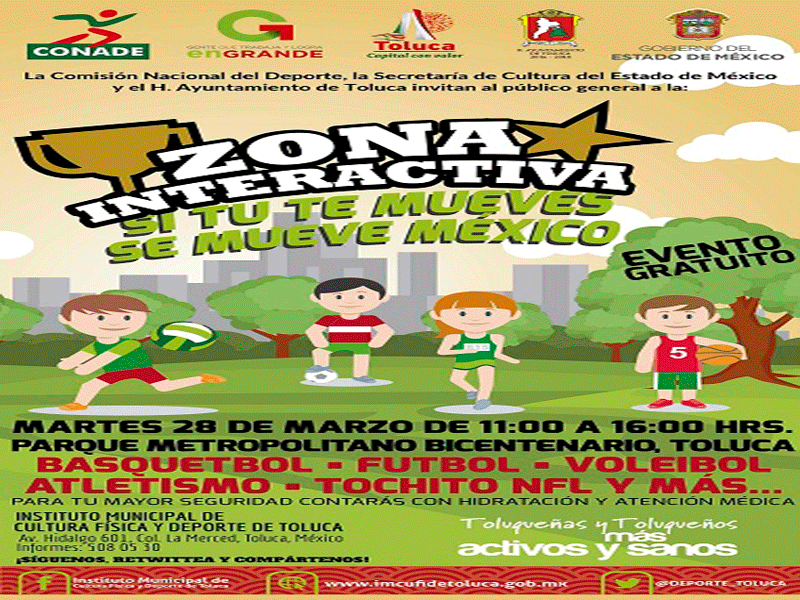 CONADE
GENTE QUE TRABAJA Y LOGRA
enGRANDE
Toluca
Capital con valor
H. AYUNTAMIENTO
DE TOLUCA
2016 - 2018
GOBIERNO DEL
ESTADO DE MÉXICO
La Comisión Nacional del Deporte, la Secretaría de Cultura del Estado de México
y el H. Ayuntamiento de Toluca invitan al público general a la:
ZONA
INTERACTIVA
SI TU TE MUEVES
SE MUEVE MÉXICO
EVENTO
GRATUITO
5
MARTES 28 DE MARZO DE 11:00 A 16:00 HRS.
PARQUE METROPOLITANO BICENTENARIO, TOLUCA
BASQUETBOL - FUTBOL - VOLEIBOL
ATLETISMO - TOCHITO NFL Y MÁS...
PARA TU MAYOR SEGURIDAD CONTARÁS CON HIDRATACIÓN Y ATENCIÓN MÉDICA
INSTITUTO MUNICIPAL DE
CULTURA FÍSICA Y DEPORTE DE TOLUCA
Av. Hidalgo 601, Col. La Merced, Toluca, México
Informes: 508 05 30
¡SÍGUENOS, RETWITTEA Y COMPÁRTENOS!
Toluqueñas y Toluqueños
más
activos y sanos
Instituto Municipal de
Cultura Física y Deporte de Toluca
www.imcufidetoluca.gob.mx
@DEPORTE_TOLUCA